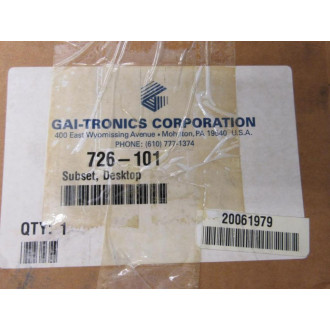 GAI-TRONICS CORPORATION
400 East Wyomissing Avenue • Mohnton, PA 19540 U.S.A.
PHONE: (610) 777-1374
726-101
Subset, Desktop
20061979
QTY: 1